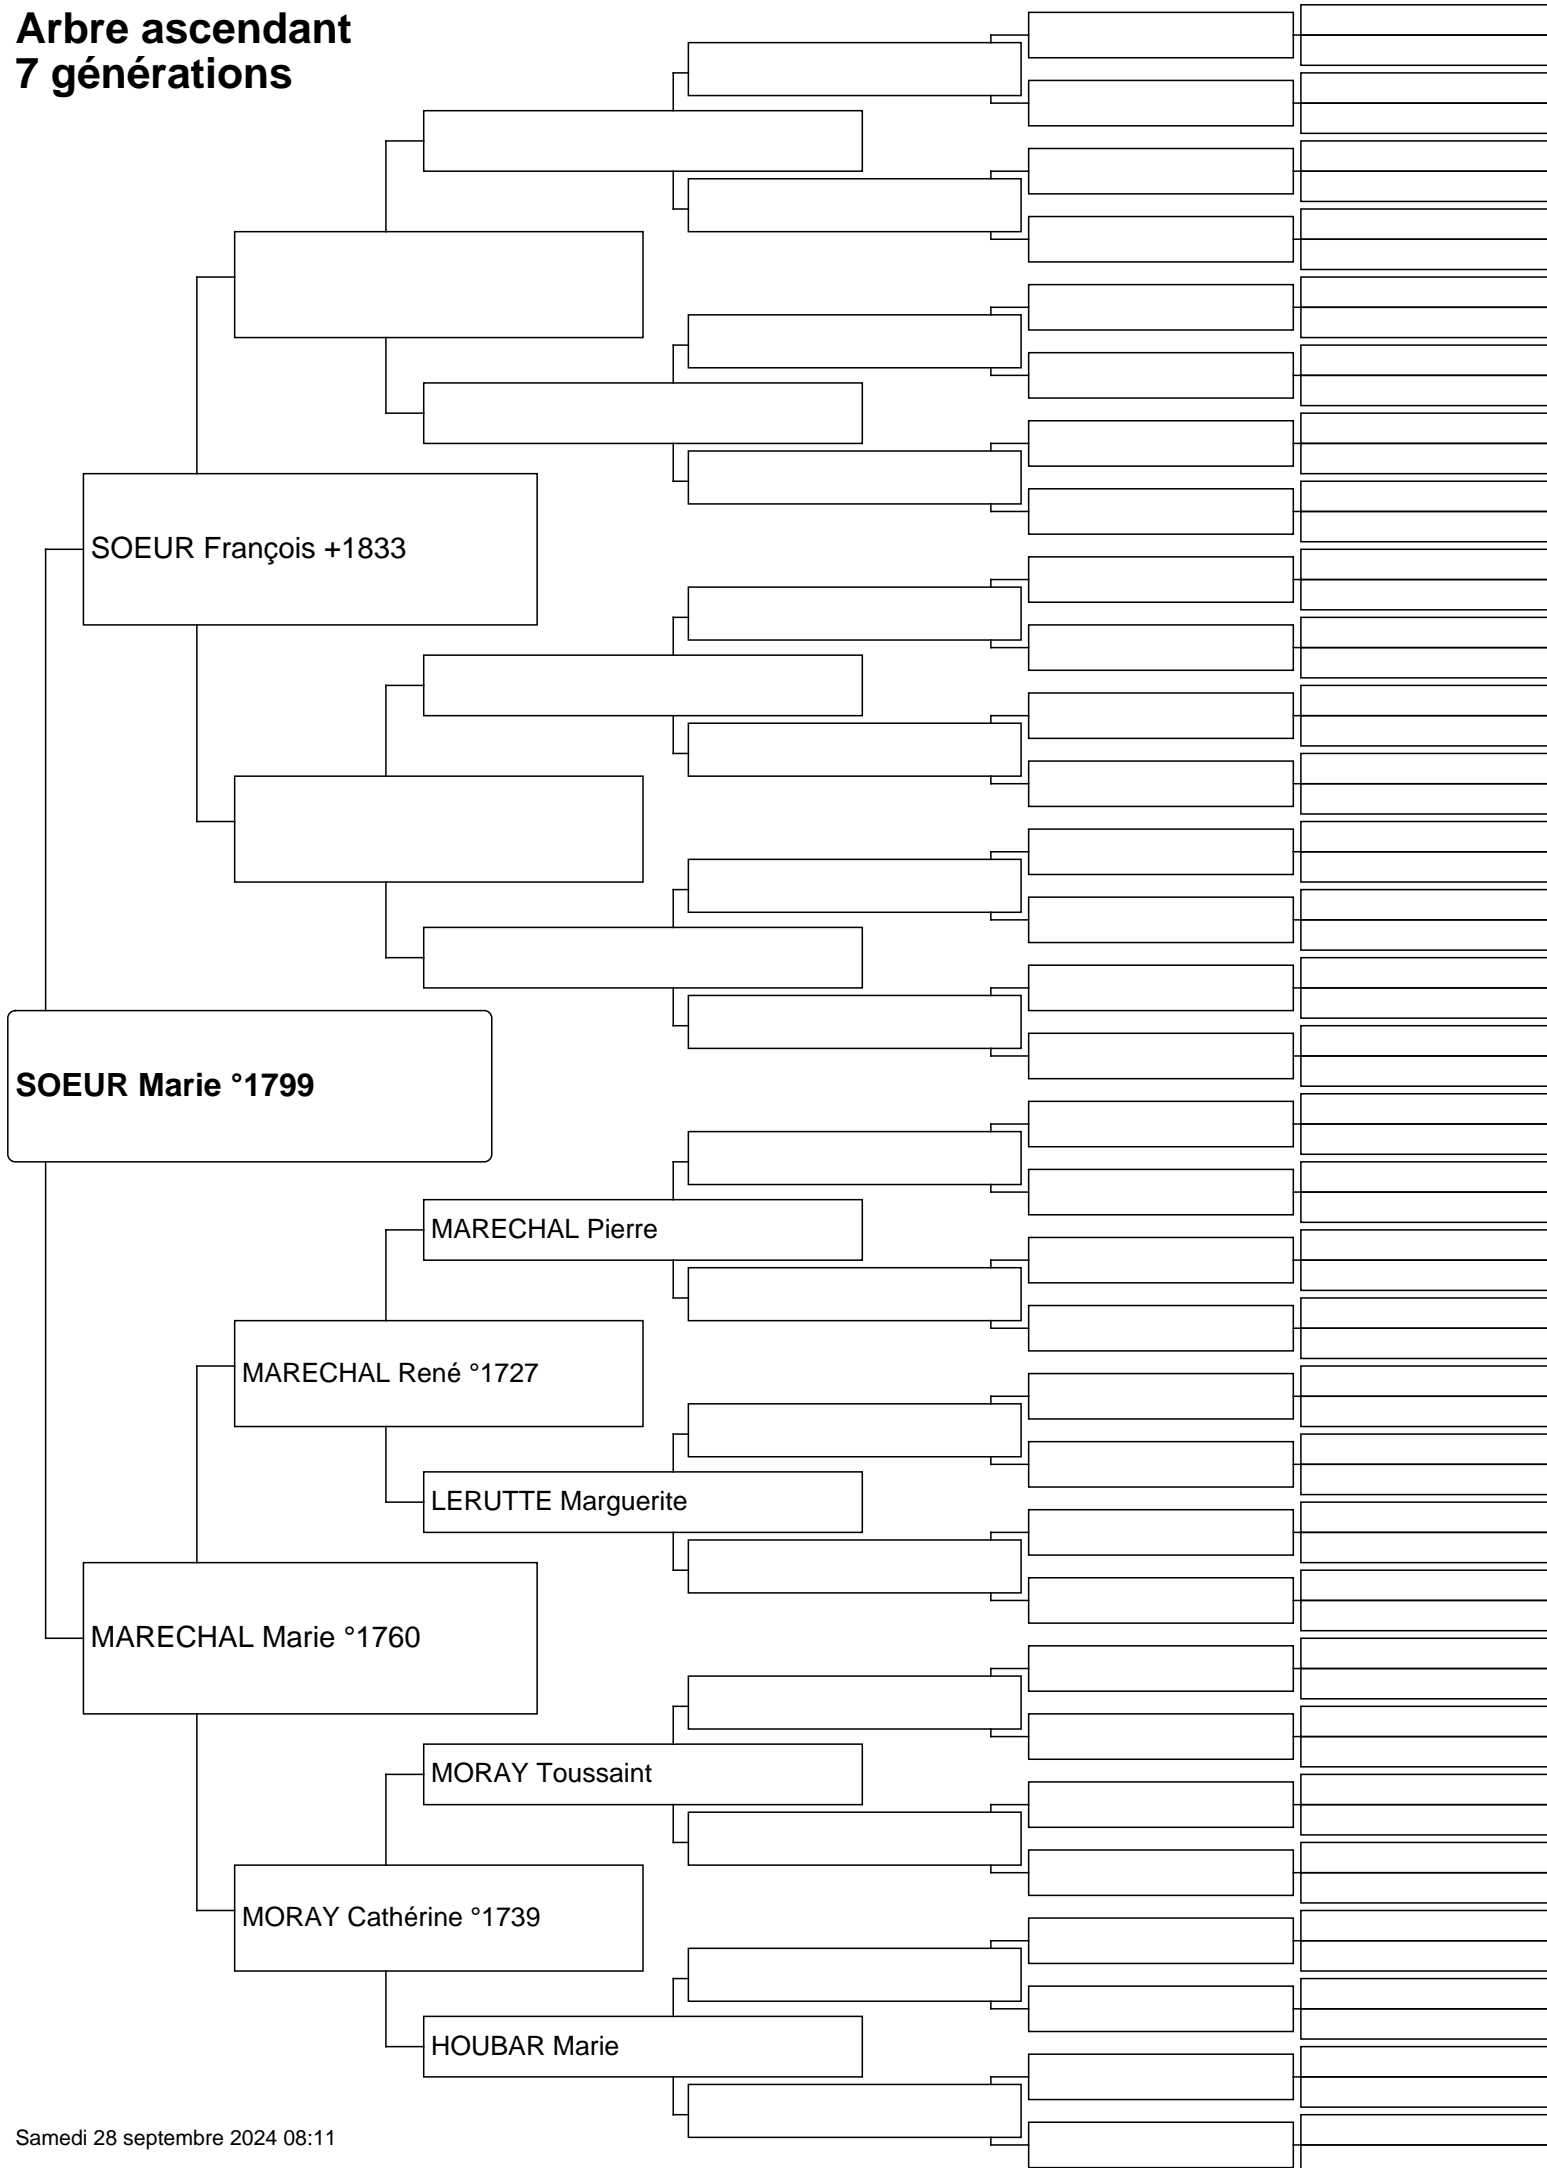 Arbre ascendant
7 générations
SOEUR François +1833
SOEUR Marie °1799
MARECHAL Pierre
MARECHAL René °1727
LERUTTE Marguerite
MARECHAL Marie °1760
MORAY Toussaint
MORAY Cathérine °1739
HOUBAR Marie
Samedi 28 septembre 2024 08:11